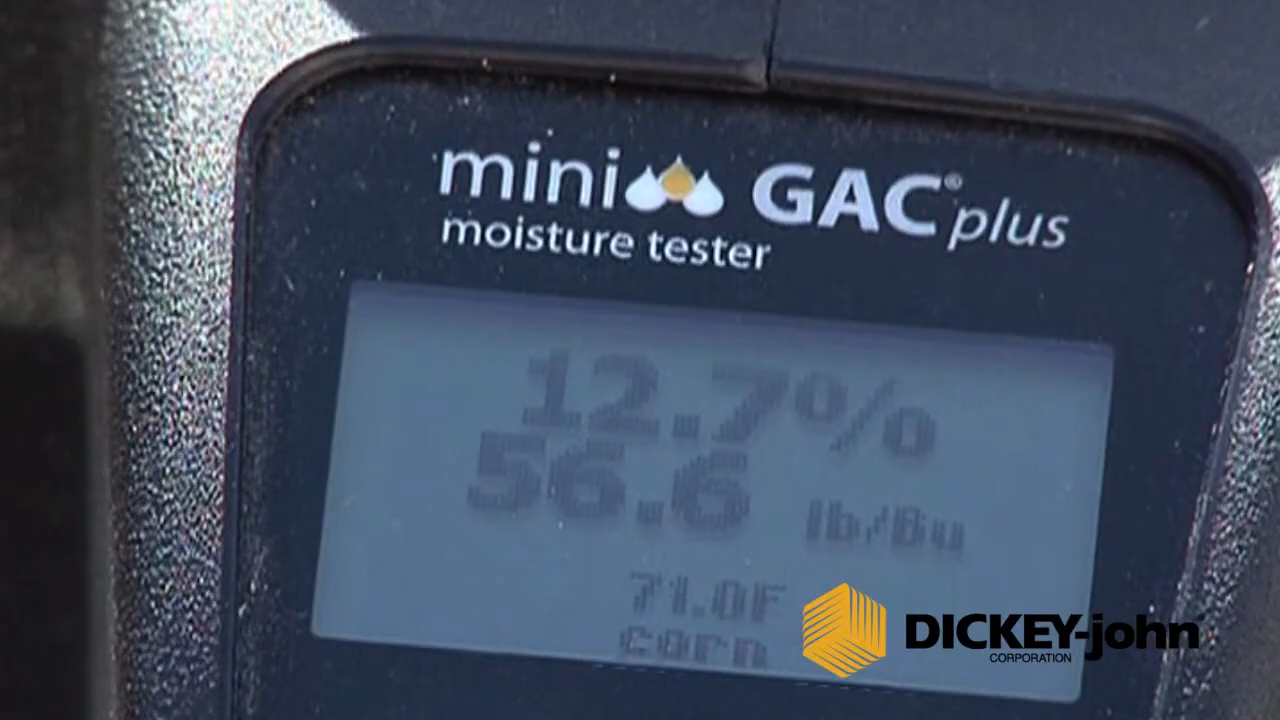 mini GAC® plus
moisture tester
12.7%
56.6 lb/Bu
71.0F
corn
DICKEY-john
CORPORATION